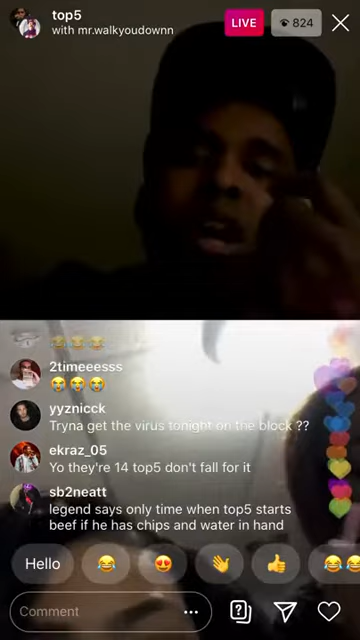 top5
with mr.walkyoudownn
LIVE
824
😂😂😂
2timeeesss
😭😭😭
yyznicck
Tryna get the virus tonight on the block ??
ekraz_05
Yo they're 14 top5 don't fall for it
sb2neatt
legend says only time when top5 starts
beef if he has chips and water in hand
Hello
😂
😍
👋
👍
😂😂
Comment